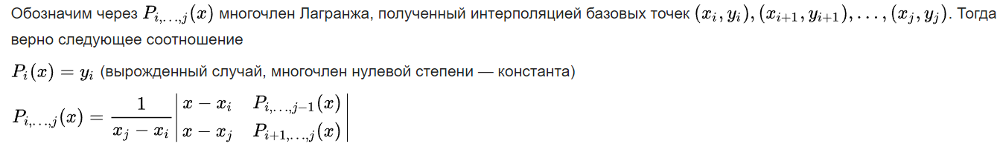 Обозначим через $P_{i,\ldots,j}(x)$ многочлен Лагранжа, полученный интерполяцией базовых точек $(x_i, y_i), (x_{i+1}, y_{i+1}), \ldots, (x_j, y_j)$. Тогда
верно следующее соотношение
$P_i(x) = y_i$ (вырожденный случай, многочлен нулевой степени — константа)
$P_{i,\ldots,j}(x) = \frac{1}{x_j - x_i} \begin{vmatrix} x - x_i & P_{i,\ldots,j-1}(x) \\ x - x_j & P_{i+1,\ldots,j}(x) \end{vmatrix}$